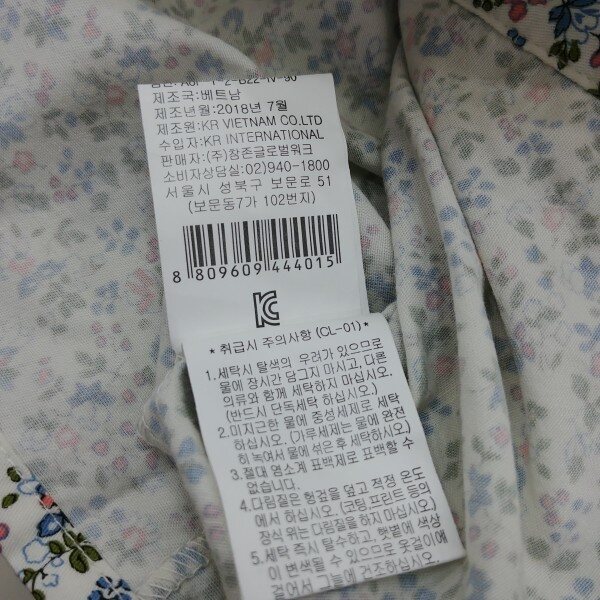 제조국:베트남
제조년월:2018년 7월
제조원:KR VIETNAM CO.LTD
수입자:KR INTERNATIONAL
판매자:(주)창존글로벌워크
소비자상담실:02)940-1800
서울시 성북구 보문로 51
(보문동7가 102번지)
8 809609 444015
KC
* 취급시 주의사항 (CL-01)*
1.세탁시 탈색의 우려가 있으므로
물에 장시간 담그지 마시고, 다른
의류와 함께 세탁하지 마십시오.
(반드시 단독세탁 하십시오)
2.미지근한 물에 중성세제로 세탁
하십시오. (가루세제는 물에 완전
히 녹여서 물에 섞은 후 세탁하시오)
3.절대 염소계 표백제로 표백할 수
없습니다.
4.다림질은 헝겊을 덮고 적정 온도
에서 하십시오. (코팅,프린트 등의
장식 위는 다림질을 하지 마십시오)
5.세탁 즉시 탈수하고, 햇볕에 색상
이 변색될 수 있으므로 옷걸이에
걸어서 그늘에 건조하십시오.